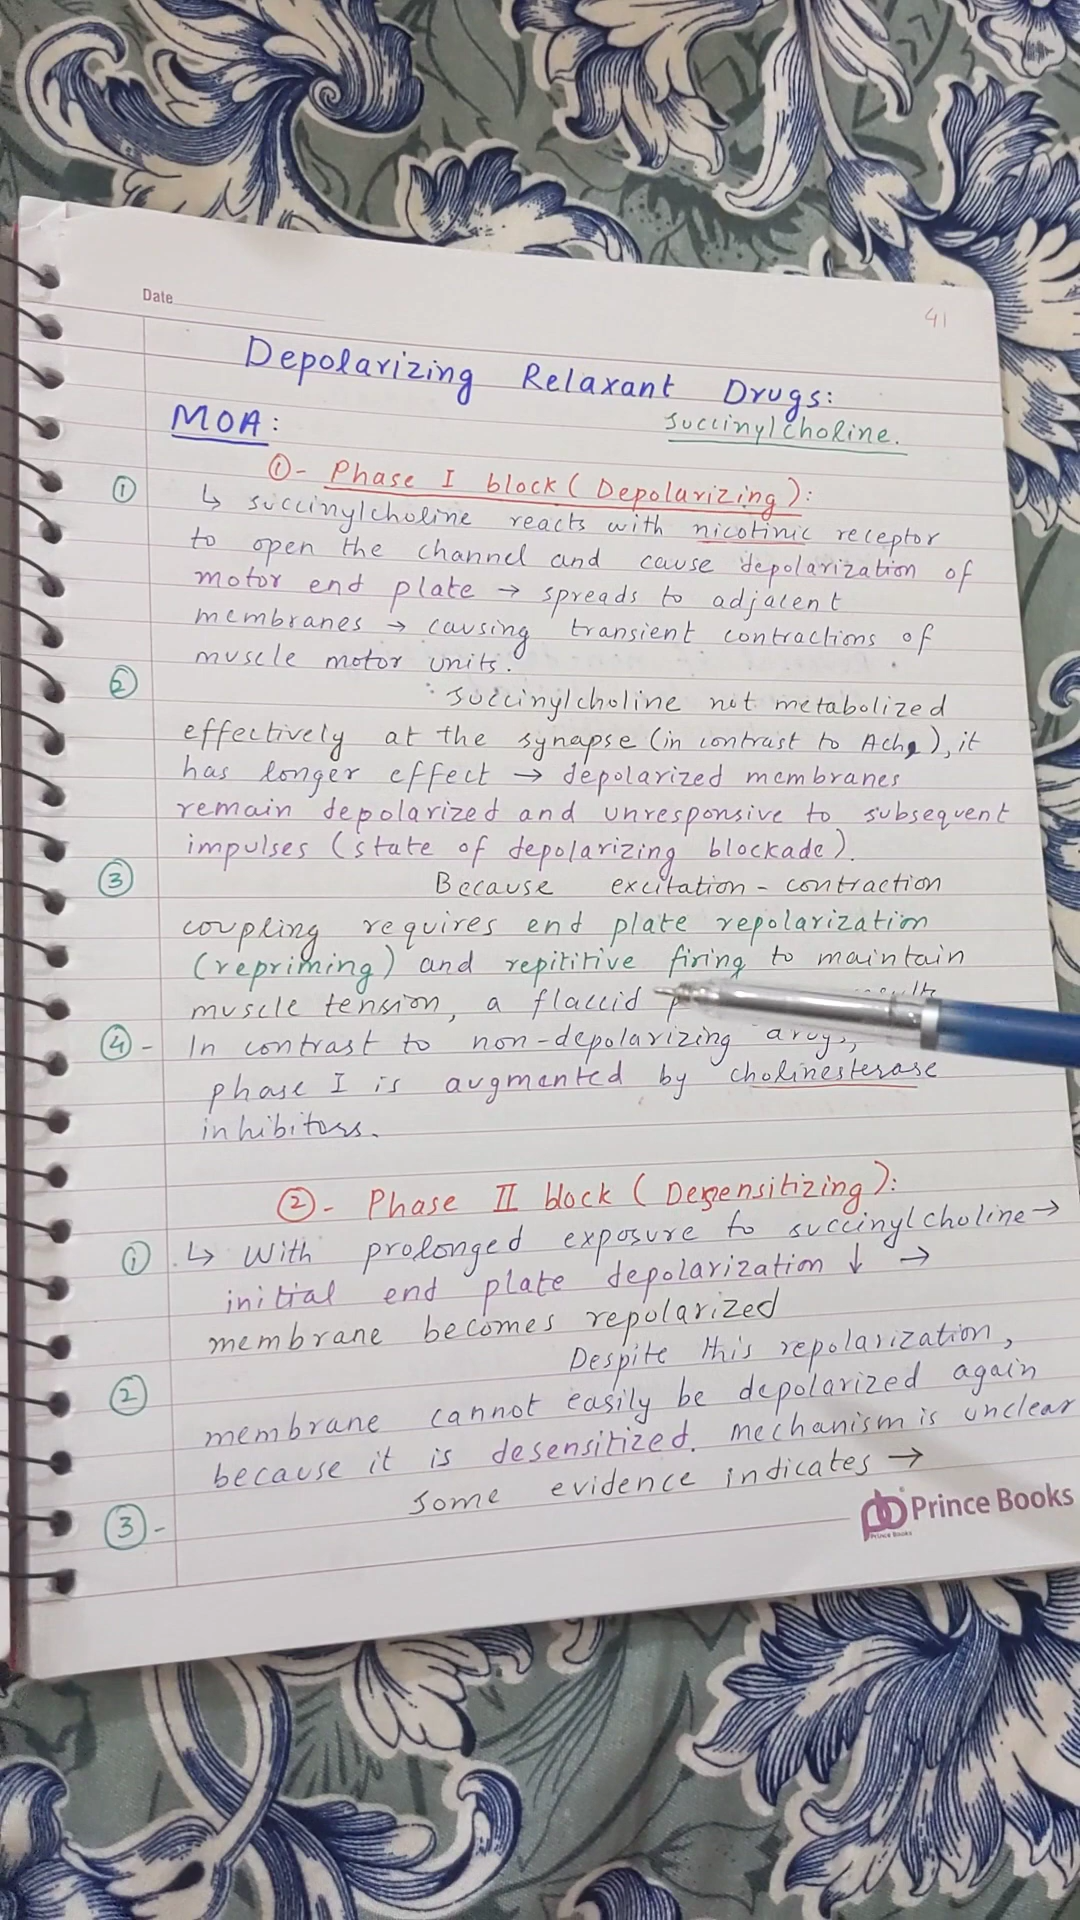 Date
41
Depolarizing Relaxant Drugs:
MOA:
Succinylcholine.
①- Phase I block (Depolarizing):
① ↳ succinylcholine reacts with nicotinic receptor
to open the channel and cause depolarization of
motor end plate → spreads to adjacent
membranes → causing transient contractions of
muscle motor units.
② ∵ Succinylcholine not metabolized
effectively at the synapse (in contrast to Ach), it
has longer effect → depolarized membranes
remain depolarized and unresponsive to subsequent
impulses (state of depolarizing blockade).
③ Because excitation - contraction
coupling requires end plate repolarization
(repriming) and repititive firing to maintain
muscle tension, a flaccid
④ - In contrast to non-depolarizing drugs,
phase I is augmented by cholinesterase
inhibitors.
②- Phase II block (Desensitizing):
① ↳ With prolonged exposure to succinylcholine →
initial end plate depolarization ↓ →
membrane becomes repolarized
② Despite this repolarization,
membrane cannot easily be depolarized again
because it is desensitized. mechanism is unclear
③ - Some evidence indicates →
Prince Books
Prince Books